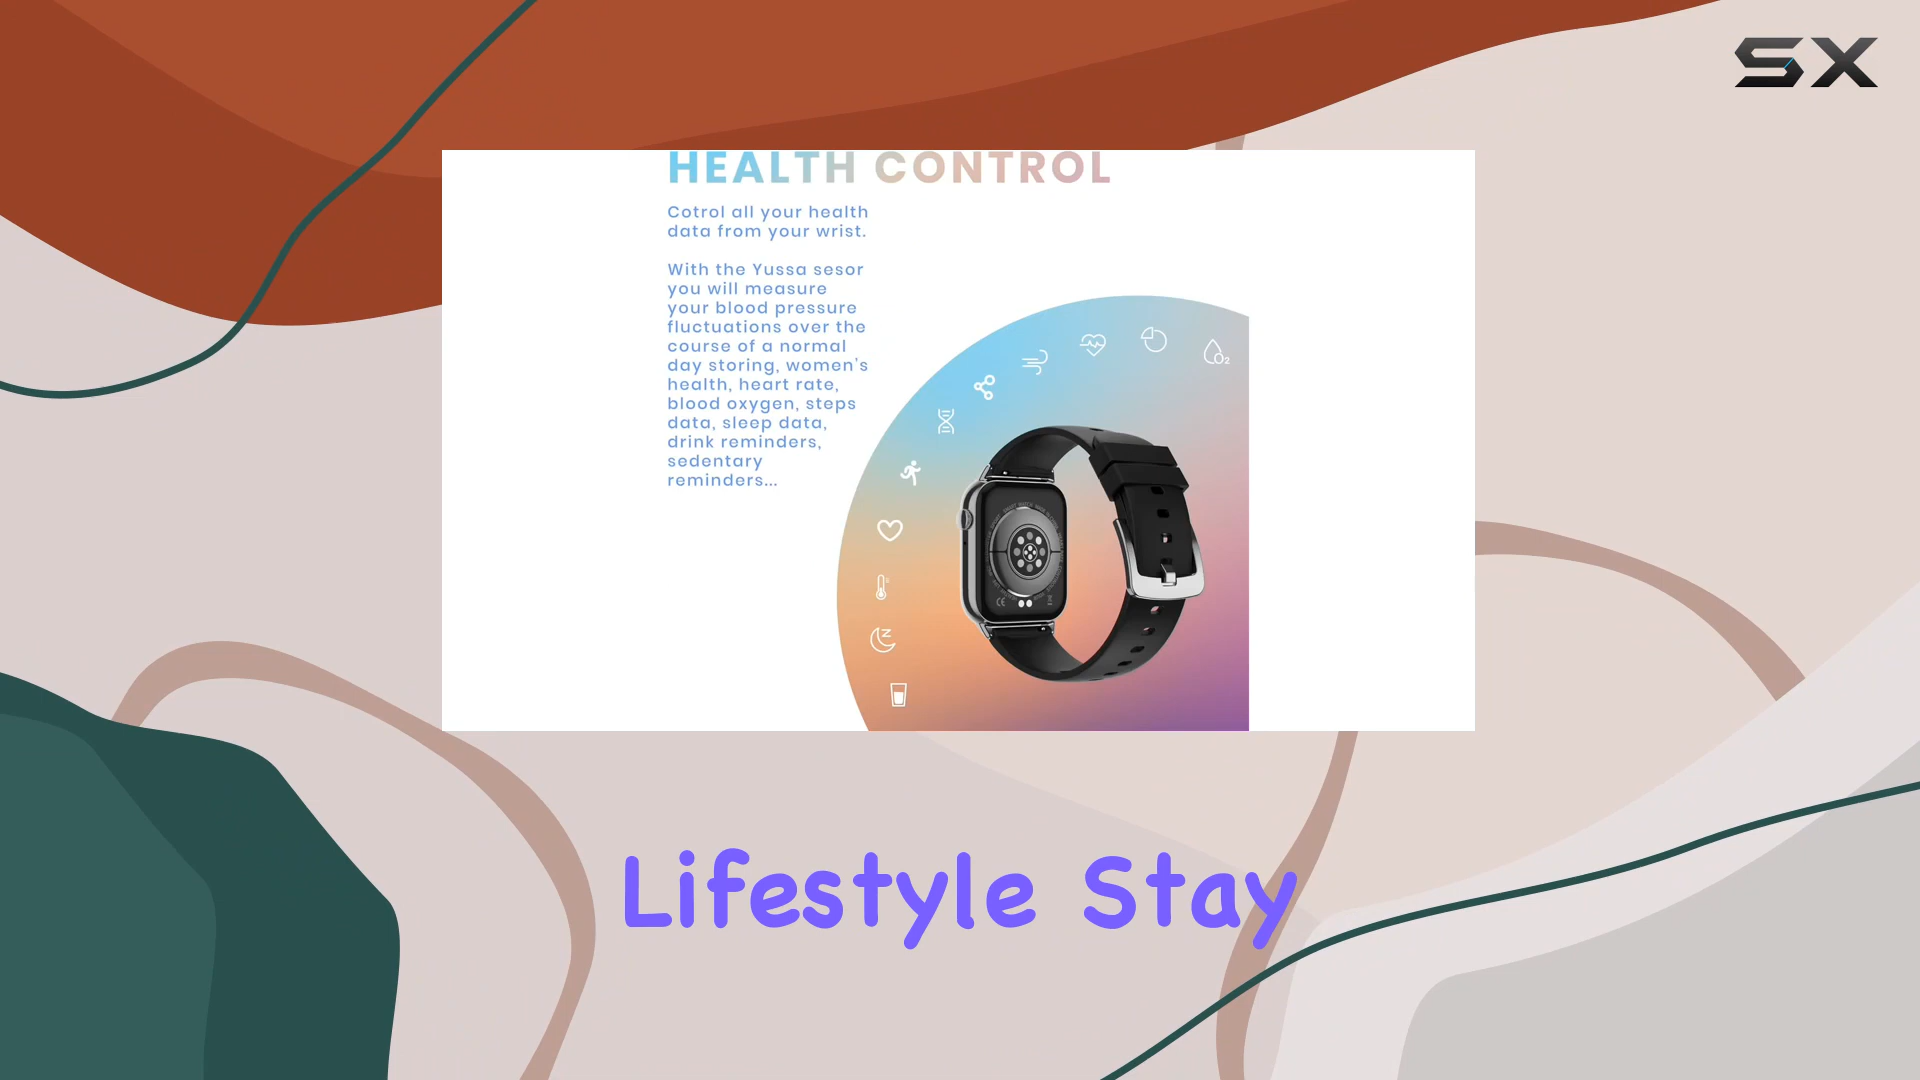 SX
HEALTH CONTROL
Cotrol all your health
data from your wrist.
With the Yussa sesor
you will measure
your blood pressure
fluctuations over the
course of a normal
day storing, women's
health, heart rate,
blood oxygen, steps
data, sleep data,
drink reminders,
sedentary
reminders...
Lifestyle Stay